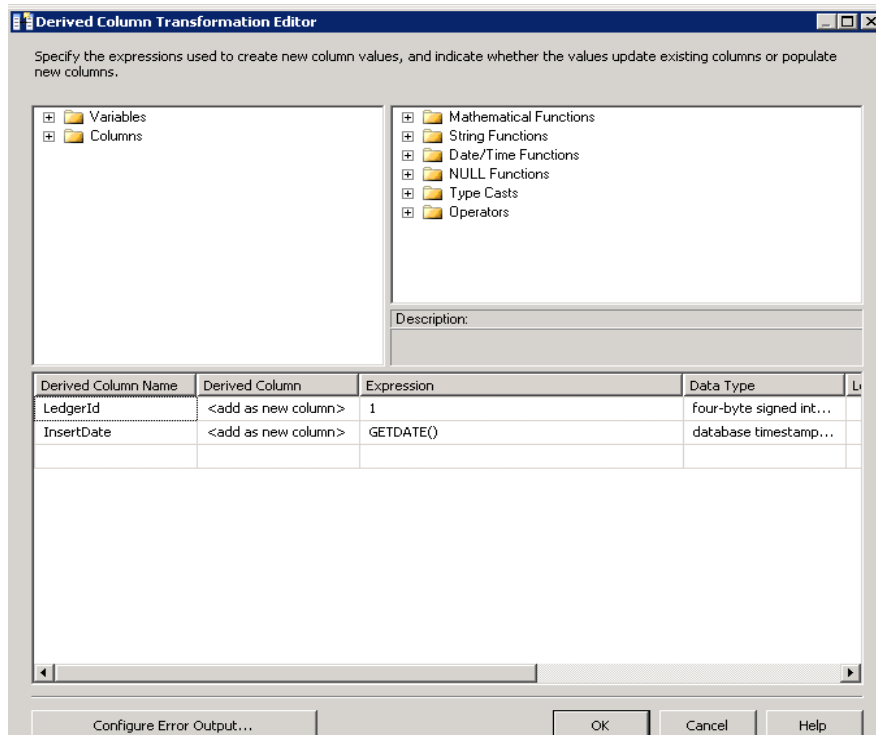 Derived Column Transformation Editor
Specify the expressions used to create new column values, and indicate whether the values update existing columns or populate
new columns.
Variables
Columns
Mathematical Functions
String Functions
Date/Time Functions
NULL Functions
Type Casts
Operators
Description:
Derived Column Name Derived Column Expression Data Type
LedgerId <add as new column> 1 four-byte signed int...
InsertDate <add as new column> GETDATE() database timestamp...
Configure Error Output... OK Cancel Help